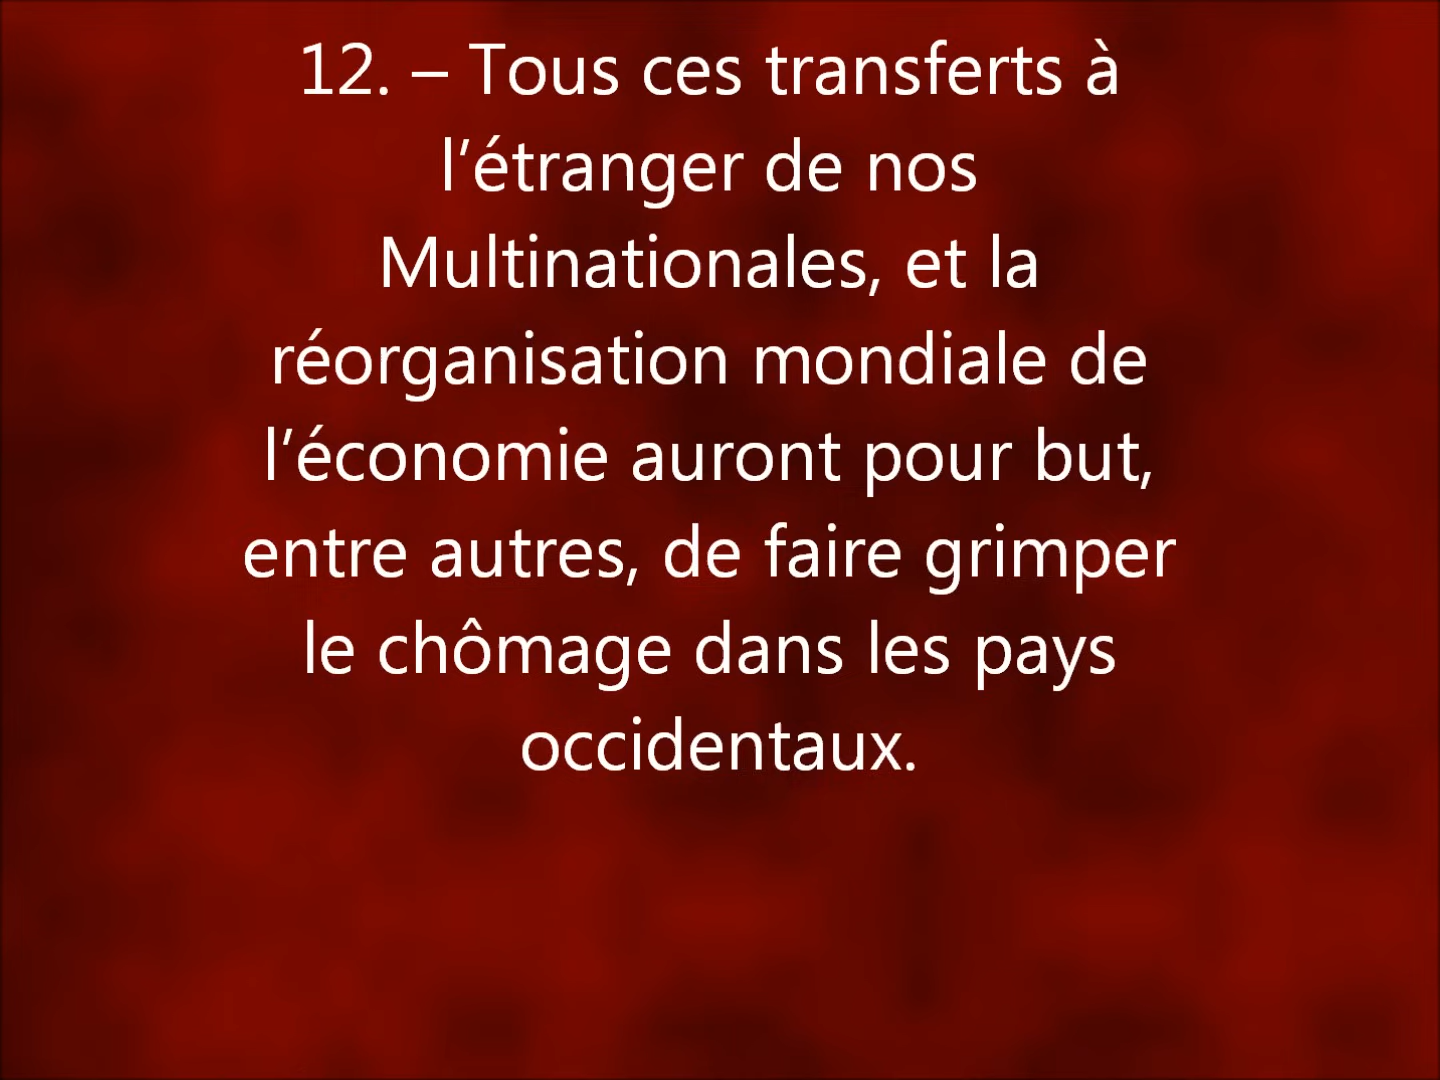 12. – Tous ces transferts à
l’étranger de nos
Multinationales, et la
réorganisation mondiale de
l’économie auront pour but,
entre autres, de faire grimper
le chômage dans les pays
occidentaux.